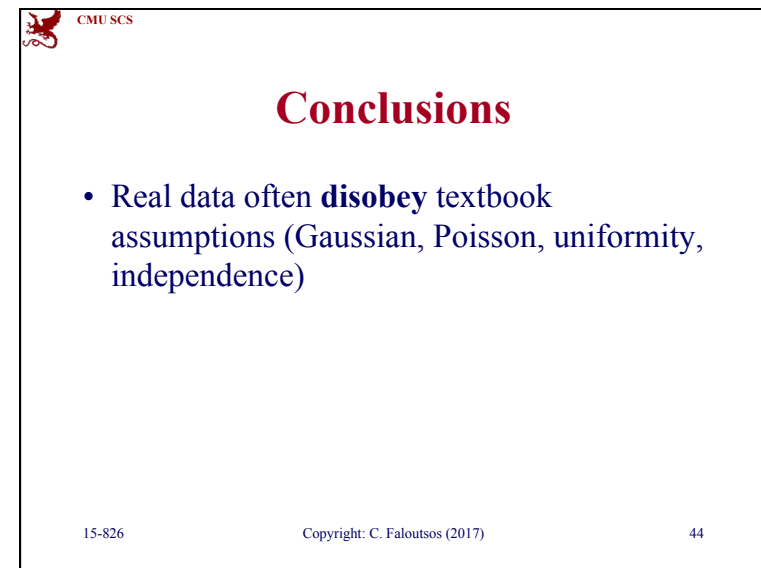 CMU SCS
Conclusions
• Real data often disobey textbook
assumptions (Gaussian, Poisson, uniformity,
independence)
15-826 Copyright: C. Faloutsos (2017) 44